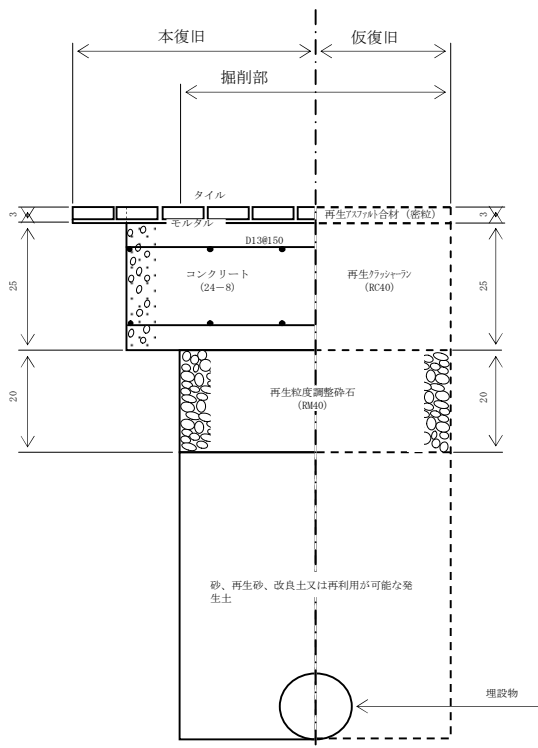 本復旧
仮復旧
掘削部
タイル
3
再生アスファルト合材（密粒）
3
モルタル
D13@150
コンクリート
(24－8)
再生クラッシャーラン
(RC40)
25
25
再生粒度調整砕石
(RM40)
20
20
砂、再生砂、改良土又は再利用が可能な発
生土
埋設物